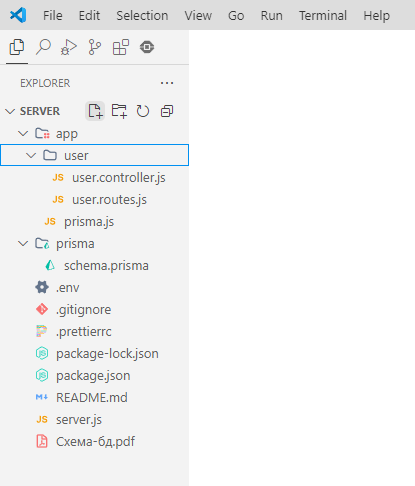 File Edit Selection View Go Run Terminal Help
EXPLORER
SERVER
app
user
JS user.controller.js
JS user.routes.js
JS prisma.js
prisma
schema.prisma
.env
.gitignore
.prettierrc
package-lock.json
package.json
README.md
JS server.js
Схема-бд.pdf